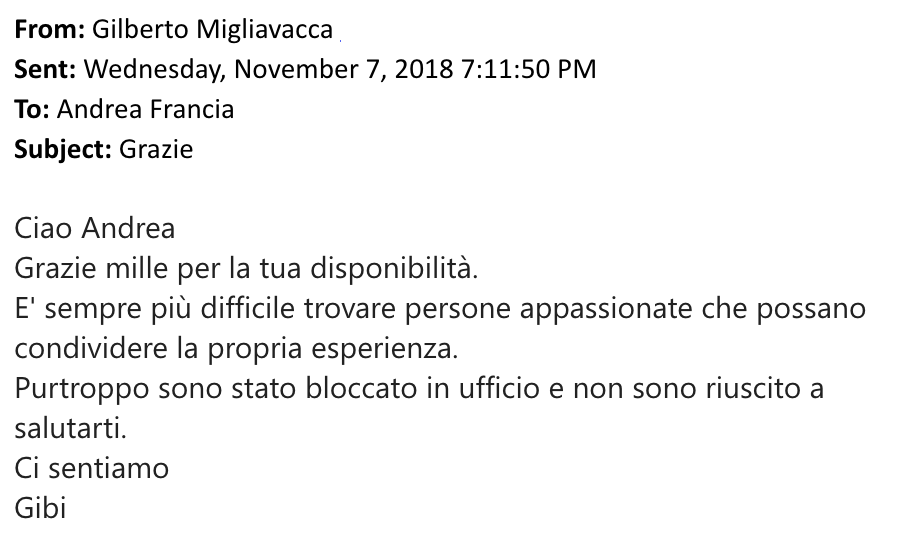 From: Gilberto Migliavacca
Sent: Wednesday, November 7, 2018 7:11:50 PM
To: Andrea Francia
Subject: Grazie
Ciao Andrea
Grazie mille per la tua disponibilità.
E' sempre più difficile trovare persone appassionate che possano
condividere la propria esperienza.
Purtroppo sono stato bloccato in ufficio e non sono riuscito a
salutarti.
Ci sentiamo
Gibi